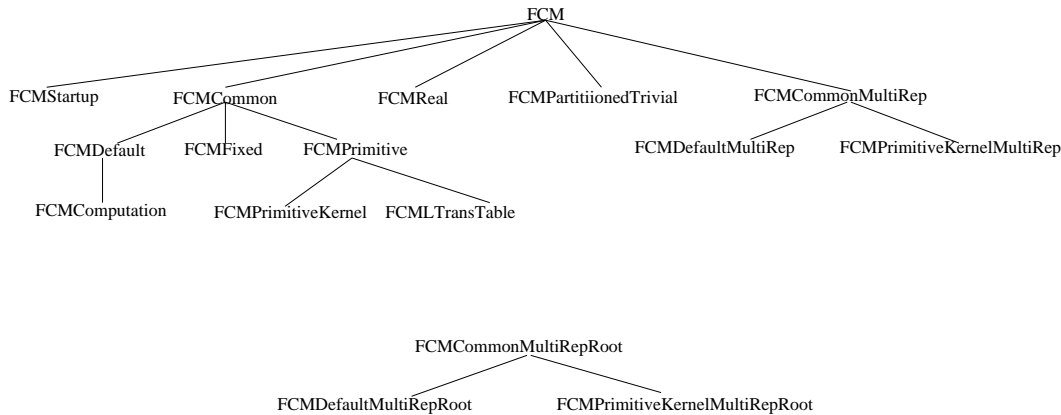 FCM
FCMStartup FCMCommon FCMReal FCMPartitiionedTrivial FCMCommonMultiRep
FCMDefault FCMFixed FCMPrimitive FCMDefaultMultiRep FCMPrimitiveKernelMultiRep
FCMComputation FCMPrimitiveKernel FCMLTransTable
FCMCommonMultiRepRoot
FCMDefaultMultiRepRoot FCMPrimitiveKernelMultiRepRoot